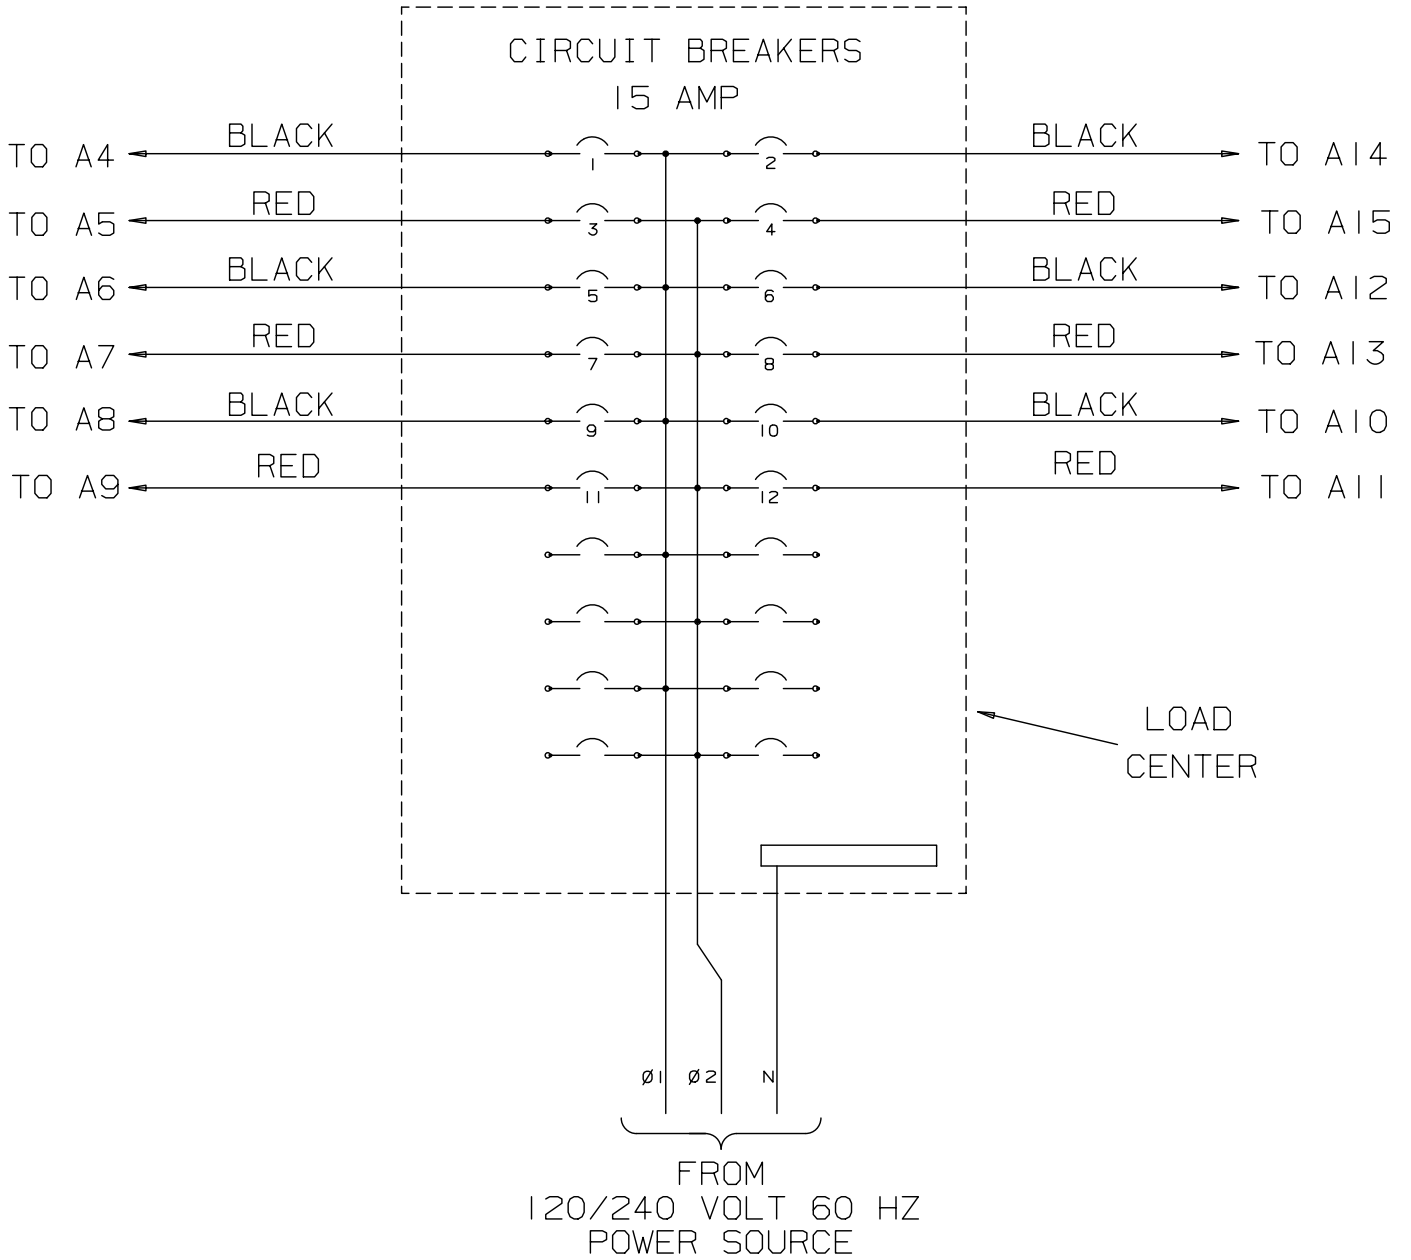 CIRCUIT BREAKERS
15 AMP
TO A4 BLACK 1 2 BLACK TO A14
TO A5 RED 3 4 RED TO A15
TO A6 BLACK 5 6 BLACK TO A12
TO A7 RED 7 8 RED TO A13
TO A8 BLACK 9 10 BLACK TO A10
TO A9 RED 11 12 RED TO A11
LOAD
CENTER
Ø1 Ø2 N
FROM
120/240 VOLT 60 HZ
POWER SOURCE